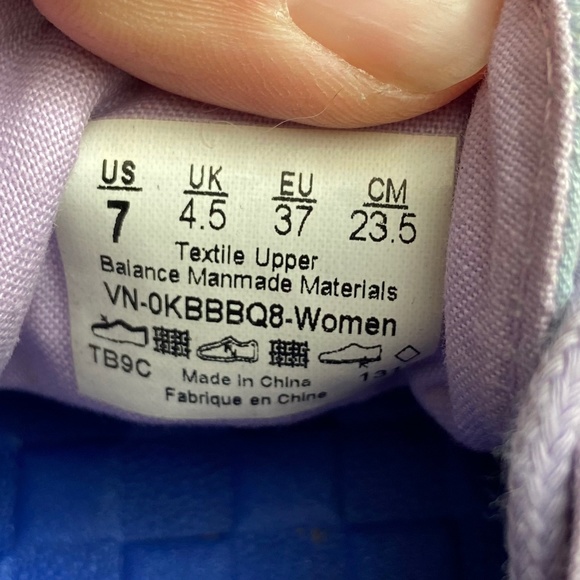 US UK EU CM
7 4.5 37 23.5
Textile Upper
Balance Manmade Materials
VN-0KBBBQ8-Women
TB9C
Made in China
Fabrique en Chine